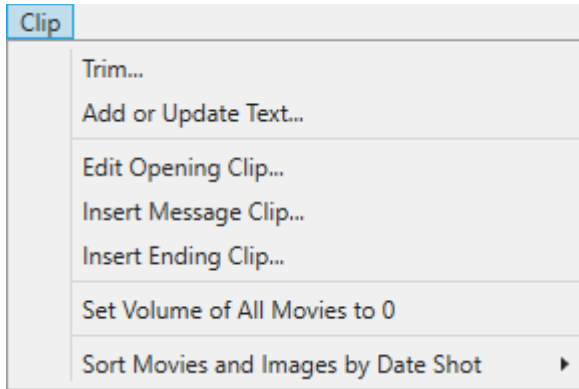 Clip
Trim...
Add or Update Text...
Edit Opening Clip...
Insert Message Clip...
Insert Ending Clip...
Set Volume of All Movies to 0
Sort Movies and Images by Date Shot